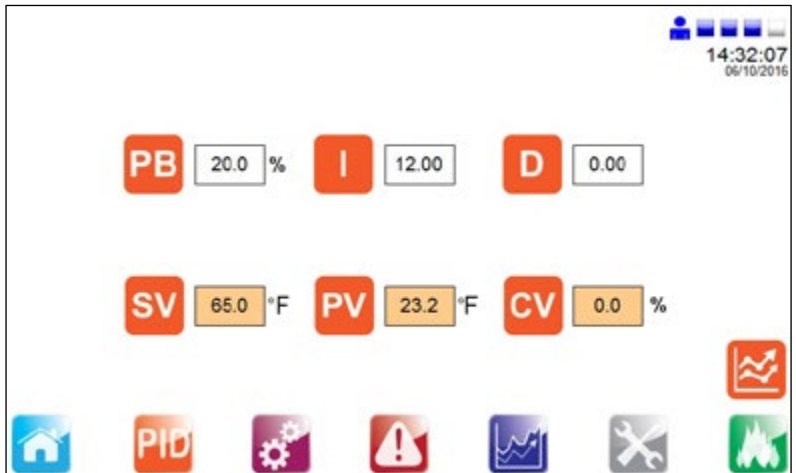 14:32:07
06/10/2016
PB 20.0 % I 12.00 D 0.00
SV 65.0 °F PV 23.2 °F CV 0.0 %
PID